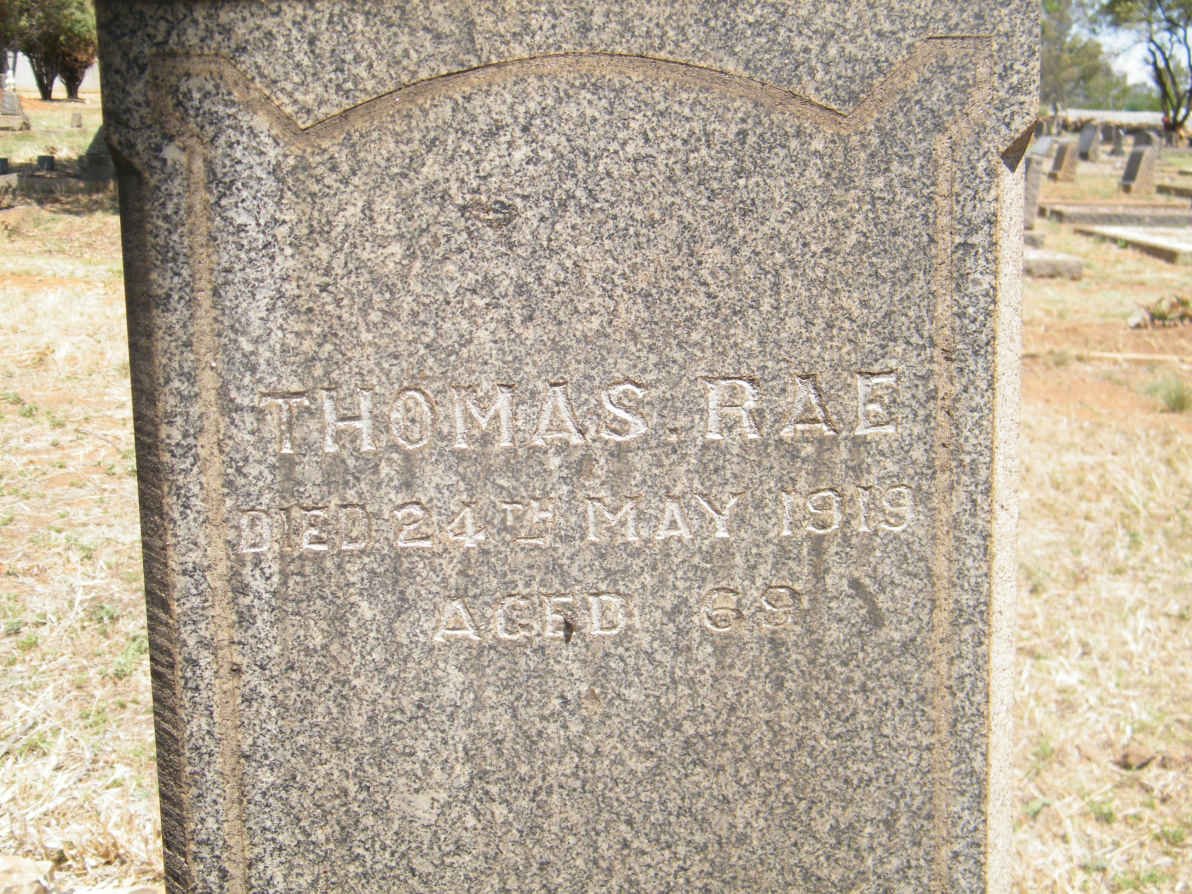 THOMAS. RAE
DIED 24TH MAY 1919
AGED 69